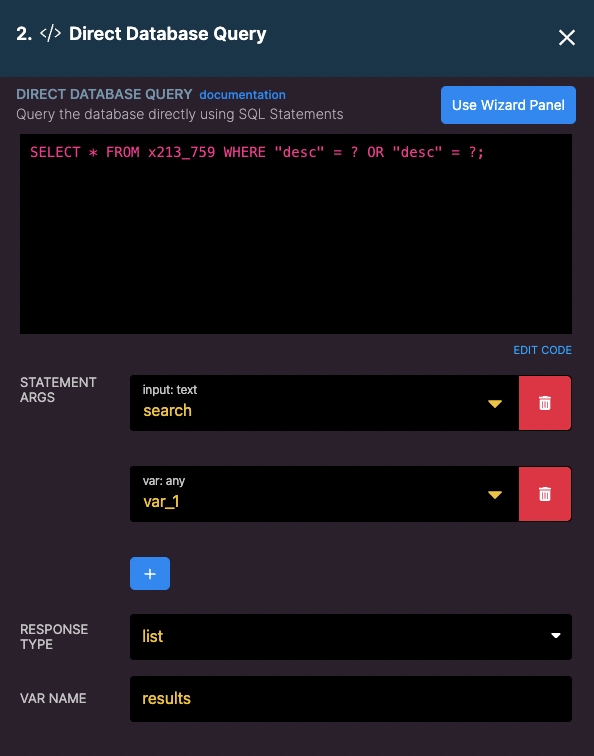 2. </> Direct Database Query
DIRECT DATABASE QUERY documentation
Query the database directly using SQL Statements
Use Wizard Panel
SELECT * FROM x213_759 WHERE "desc" = ? OR "desc" = ?;
EDIT CODE
STATEMENT
ARGS
input: text
search
var: any
var_1
+
RESPONSE
TYPE
list
VAR NAME
results